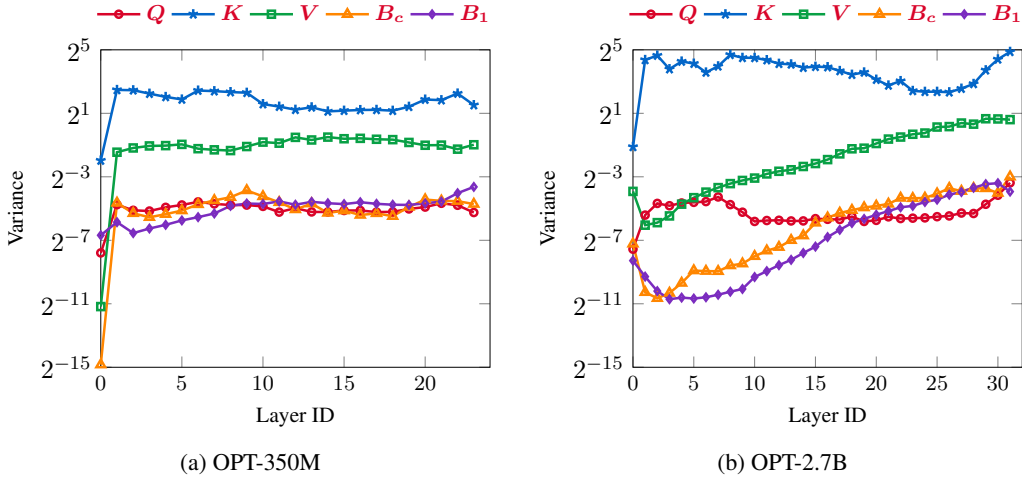 Q K V B_c B_1
2^5
2^1
2^−3
2^−7
2^−11
2^−15
Variance
0 5 10 15 20
Layer ID
(a) OPT-350M
Q K V B_c B_1
2^5
2^1
2^−3
2^−7
2^−11
2^−15
Variance
0 5 10 15 20 25 30
Layer ID
(b) OPT-2.7B